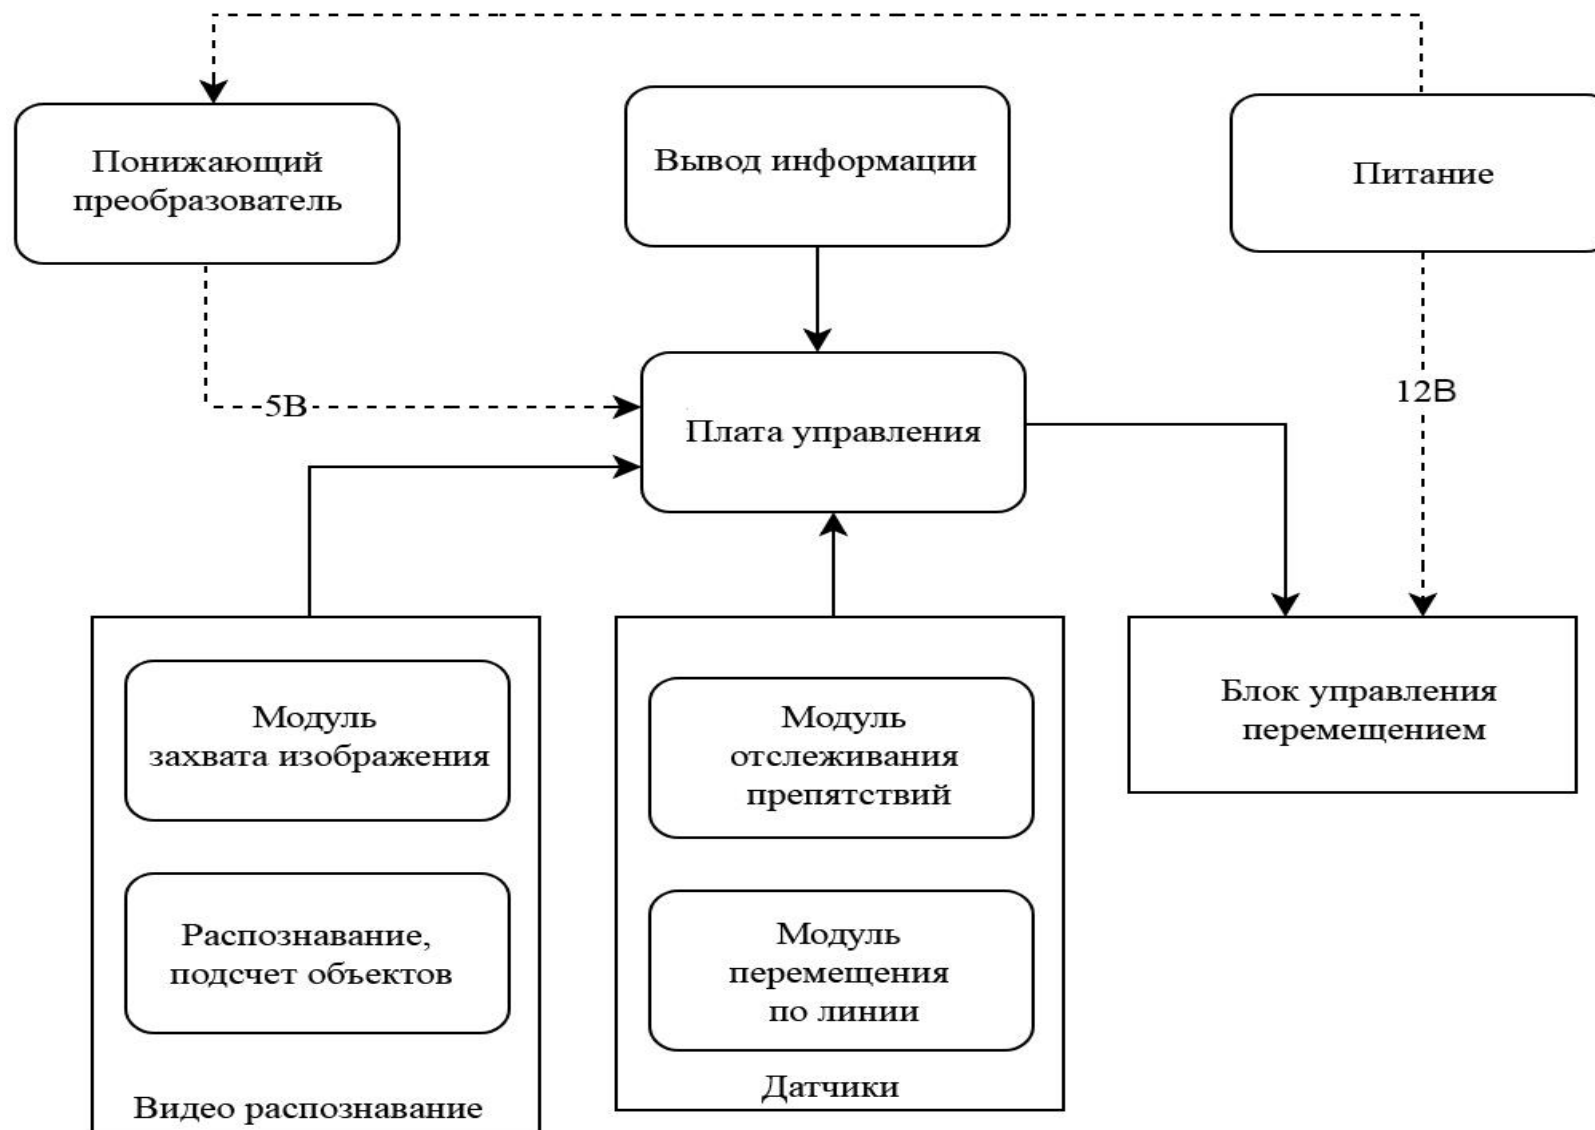 Понижающий
преобразователь
Вывод информации
Питание
5В
12В
Плата управления
Модуль
захвата изображения
Распознавание,
подсчет объектов
Видео распознавание
Модуль
отслеживания
препятствий
Модуль
перемещения
по линии
Датчики
Блок управления
перемещением